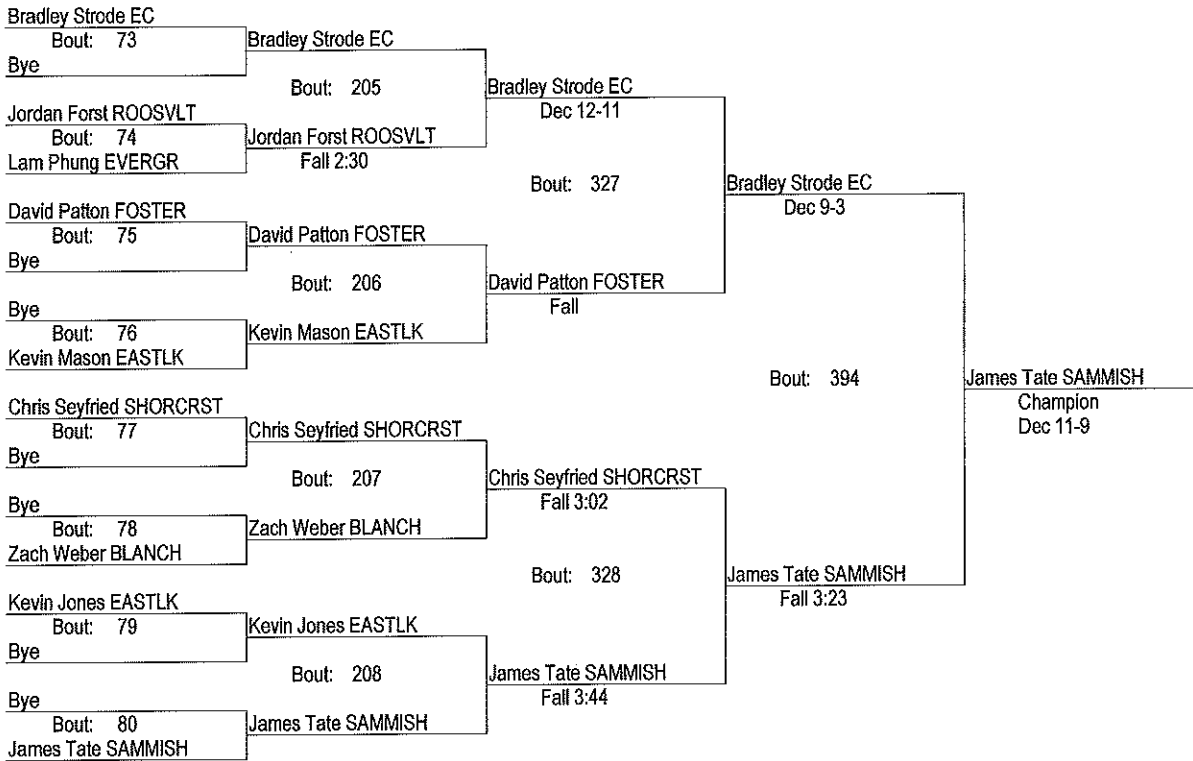 Bradley Strode EC
Bout: 73
Bye
Jordan Forst ROOSVLT
Bout: 74
Lam Phung EVERGR
David Patton FOSTER
Bout: 75
Bye
Bye
Bout: 76
Kevin Mason EASTLK
Chris Seyfried SHORCRST
Bout: 77
Bye
Bye
Bout: 78
Zach Weber BLANCH
Kevin Jones EASTLK
Bout: 79
Bye
Bye
Bout: 80
James Tate SAMMISH
Bradley Strode EC
Bout: 205
Jordan Forst ROOSVLT
Fall 2:30
David Patton FOSTER
Bout: 206
Kevin Mason EASTLK
Chris Seyfried SHORCRST
Bout: 207
Zach Weber BLANCH
Kevin Jones EASTLK
Bout: 208
James Tate SAMMISH
Bradley Strode EC
Dec 12-11
Bout: 327
David Patton FOSTER
Fall
Chris Seyfried SHORCRST
Fall 3:02
Bout: 328
James Tate SAMMISH
Fall 3:44
Bradley Strode EC
Dec 9-3
Bout: 394
James Tate SAMMISH
Fall 3:23
James Tate SAMMISH
Champion
Dec 11-9